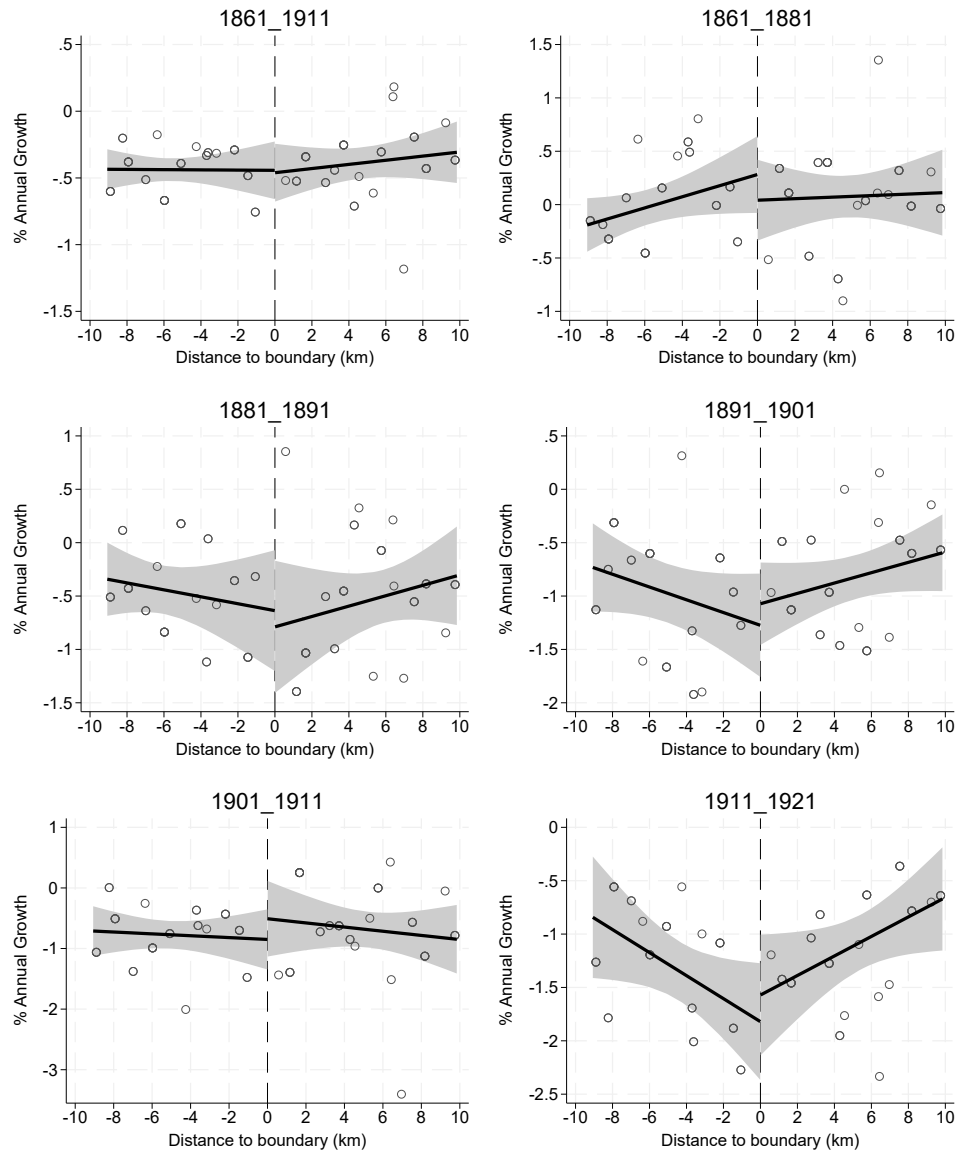 1861_1911
1861_1881
.5
0
-.5
-1
-1.5
% Annual Growth
-10 -8 -6 -4 -2 0 2 4 6 8 10
Distance to boundary (km)
1.5
1
.5
0
-.5
-1
% Annual Growth
-10 -8 -6 -4 -2 0 2 4 6 8 10
Distance to boundary (km)
1881_1891
1891_1901
1
.5
0
-.5
-1
-1.5
% Annual Growth
-10 -8 -6 -4 -2 0 2 4 6 8 10
Distance to boundary (km)
.5
0
-.5
-1
-1.5
-2
% Annual Growth
-10 -8 -6 -4 -2 0 2 4 6 8 10
Distance to boundary (km)
1901_1911
1911_1921
1
0
-1
-2
-3
% Annual Growth
-10 -8 -6 -4 -2 0 2 4 6 8 10
Distance to boundary (km)
0
-.5
-1
-1.5
-2
-2.5
% Annual Growth
-10 -8 -6 -4 -2 0 2 4 6 8 10
Distance to boundary (km)